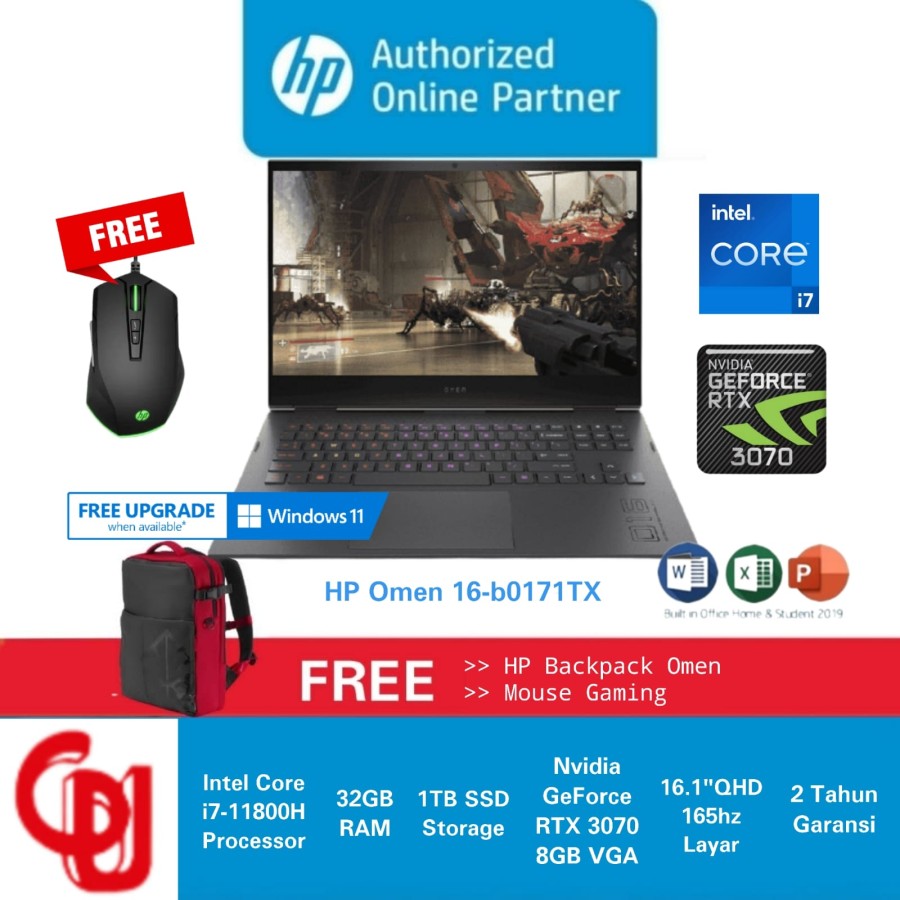 hp
Authorized
Online Partner
FREE
intel.
CORE
i7
NVIDIA
GEFORCE
RTX
3070
OMEN
hp
FREE UPGRADE
when available*
Windows 11
HP Omen 16-b0171TX
W
X
P
Built in Office Home & Student 2019
FREE
>> HP Backpack Omen
>> Mouse Gaming
Intel Core
i7-11800H
Processor
32GB
RAM
1TB SSD
Storage
Nvidia
GeForce
RTX 3070
8GB VGA
16.1"QHD
165hz
Layar
2 Tahun
Garansi